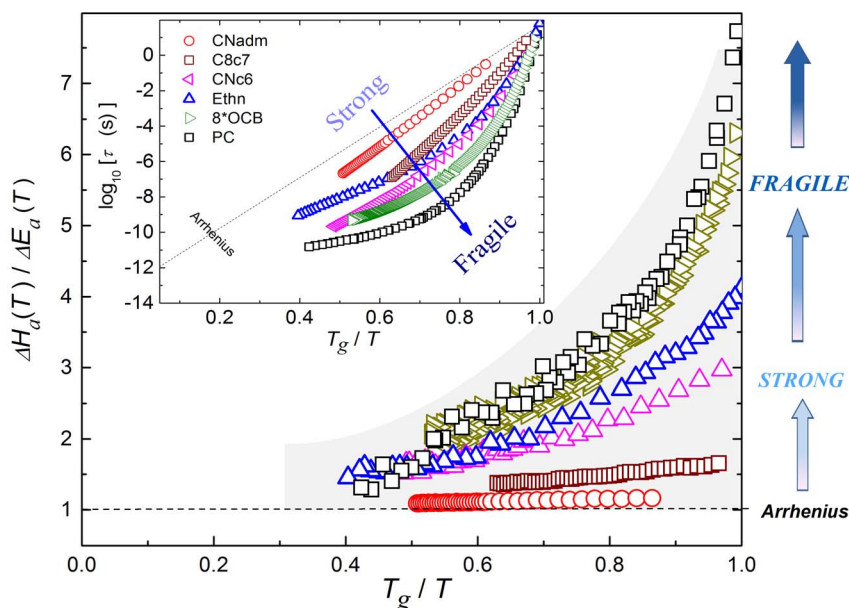 ΔHₐ(T) / ΔEₐ(T)
7
6
5
4
3
2
1
0.0
0.2
0.4
0.6
0.8
1.0
T_g / T
log₁₀[τ (s) ]
0
-2
-4
-6
-8
-10
-12
-14
0.2
0.4
0.6
0.8
1.0
T_g / T
CNadm
C8c7
CNc6
Ethn
8*OCB
PC
Strong
Fragile
Arrhenius
FRAGILE
STRONG
Arrhenius